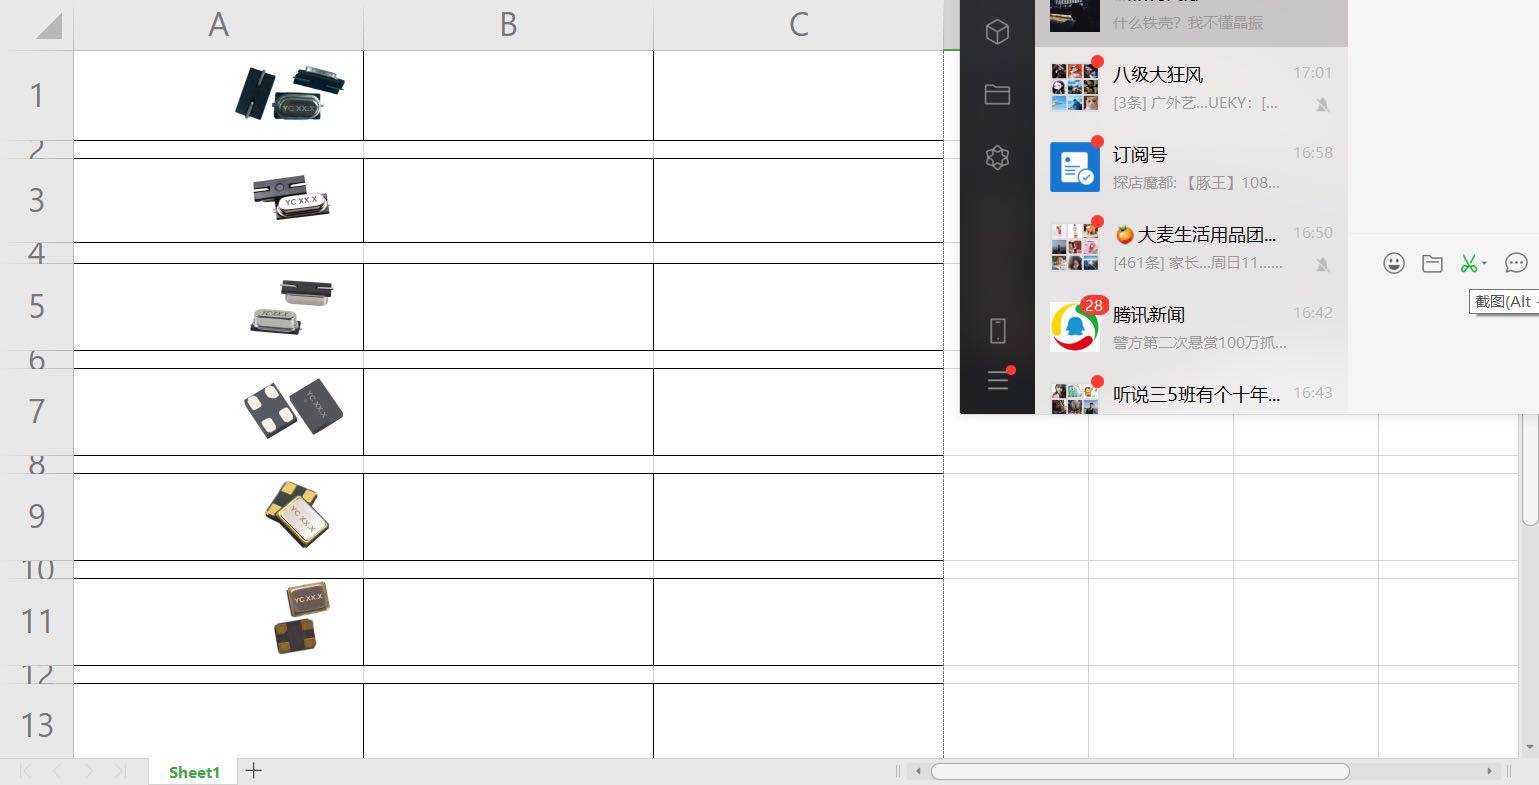 A
B
C
1
2
3
4
5
6
7
8
9
10
11
12
13
YC XX.X
YC XX.X
YC XX.X
YC XX.X
YC XX.X
YC XX.X
Sheet1
什么铁壳？我不懂晶振
八级大狂风
17:01
[3条] 广外艺...UEKY：[...
订阅号
16:58
探店魔都:【豚王】108...
大麦生活用品团...
16:50
[461条] 家长...周日11......
28
腾讯新闻
16:42
警方第二次悬赏100万抓...
听说三5班有个十年...
16:43
截图(Alt